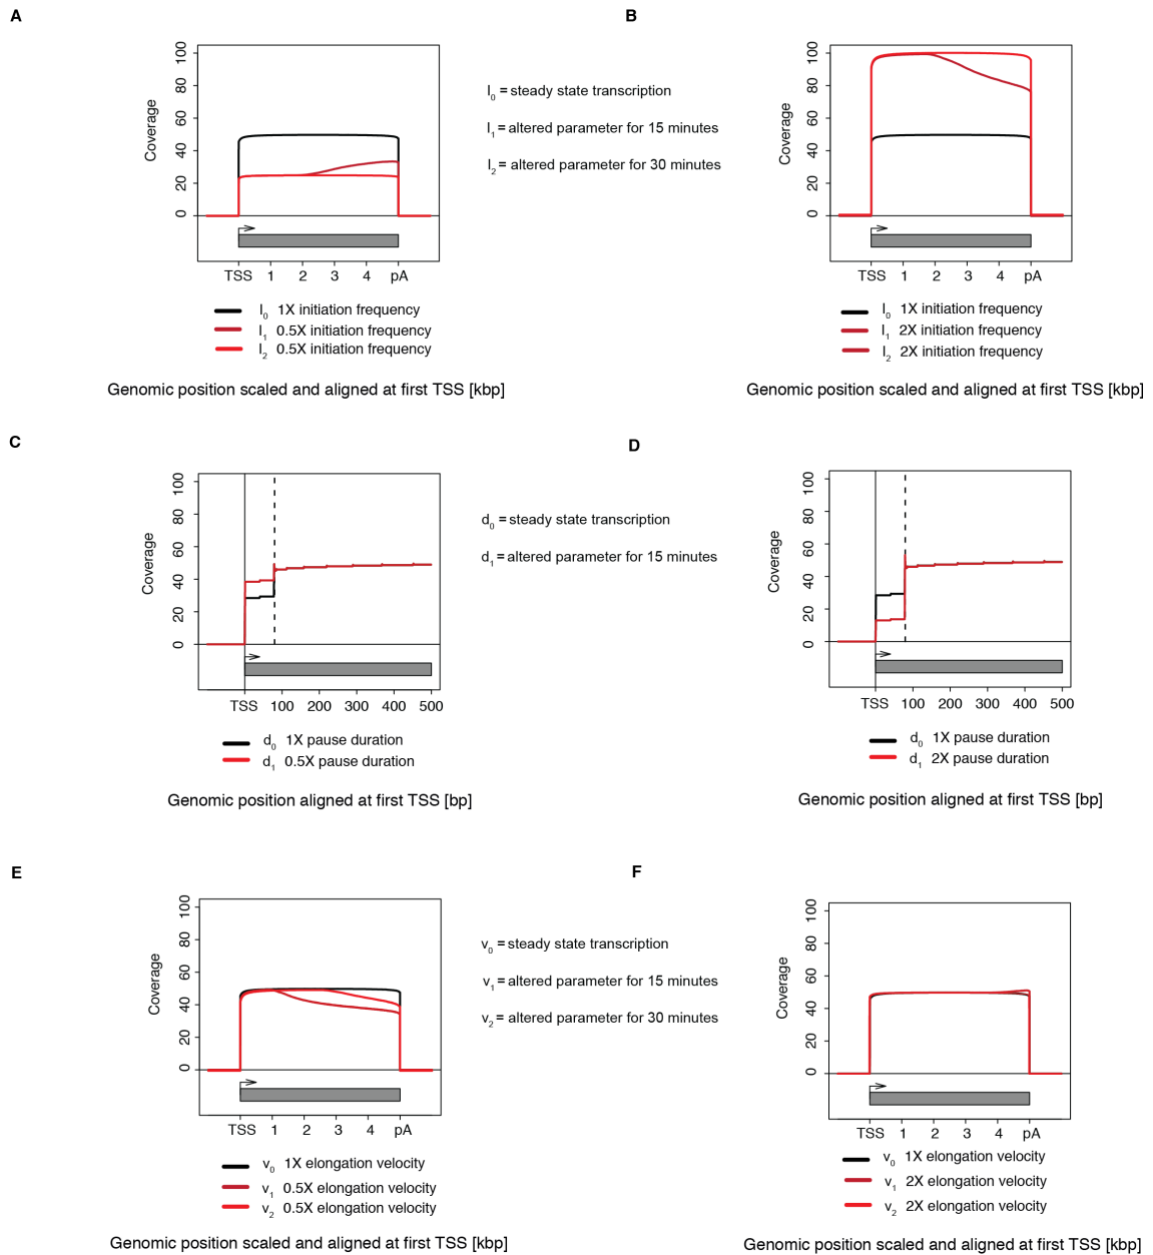 A
100
80
60
40
20
0
Coverage
TSS 1 2 3 4 pA
I0 1X initiation frequency
I1 0.5X initiation frequency
I2 0.5X initiation frequency
Genomic position scaled and aligned at first TSS [kbp]
I0 = steady state transcription
I1 = altered parameter for 15 minutes
I2 = altered parameter for 30 minutes
B
100
80
60
40
20
0
Coverage
TSS 1 2 3 4 pA
I0 1X initiation frequency
I1 2X initiation frequency
I2 2X initiation frequency
Genomic position scaled and aligned at first TSS [kbp]
C
100
80
60
40
20
0
Coverage
TSS 100 200 300 400 500
d0 1X pause duration
d1 0.5X pause duration
Genomic position aligned at first TSS [bp]
d0 = steady state transcription
d1 = altered parameter for 15 minutes
D
100
80
60
40
20
0
Coverage
TSS 100 200 300 400 500
d0 1X pause duration
d1 2X pause duration
Genomic position aligned at first TSS [bp]
E
100
80
60
40
20
0
Coverage
TSS 1 2 3 4 pA
v0 1X elongation velocity
v1 0.5X elongation velocity
v2 0.5X elongation velocity
Genomic position scaled and aligned at first TSS [kbp]
v0 = steady state transcription
v1 = altered parameter for 15 minutes
v2 = altered parameter for 30 minutes
F
100
80
60
40
20
0
Coverage
TSS 1 2 3 4 pA
v0 1X elongation velocity
v1 2X elongation velocity
v2 2X elongation velocity
Genomic position scaled and aligned at first TSS [kbp]